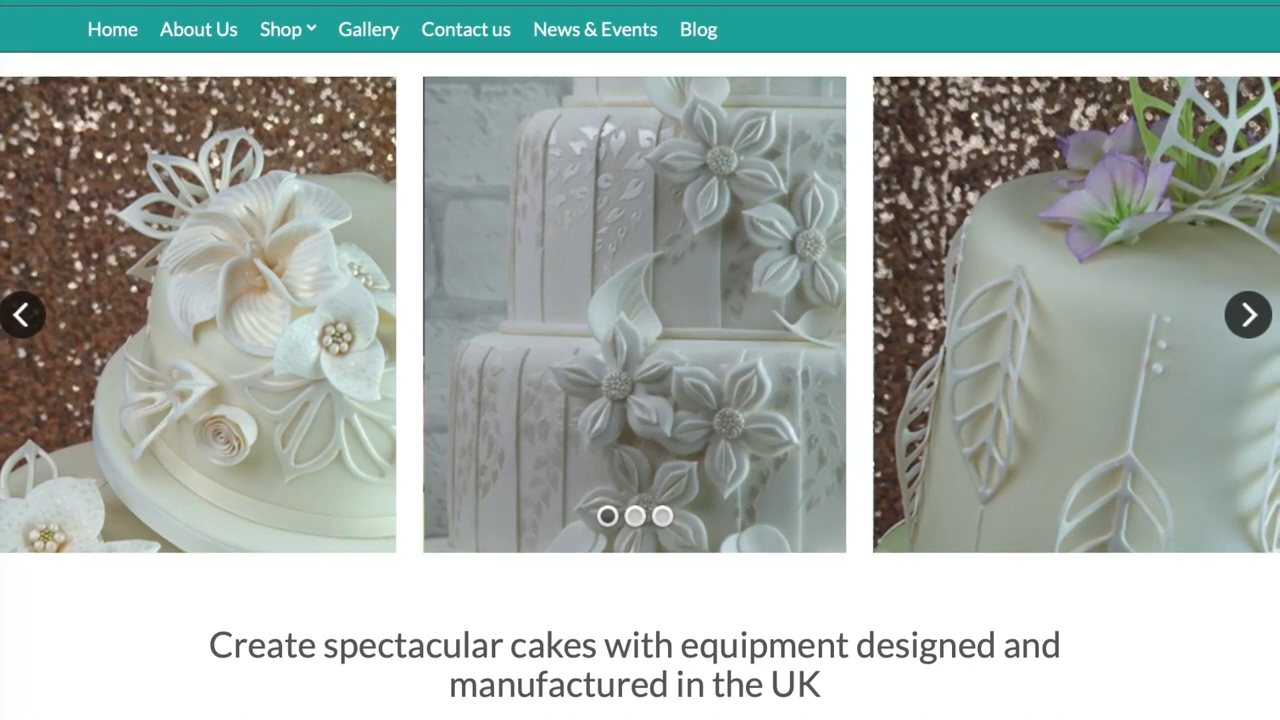 Home About Us Shop Gallery Contact us News & Events Blog
Create spectacular cakes with equipment designed and
manufactured in the UK